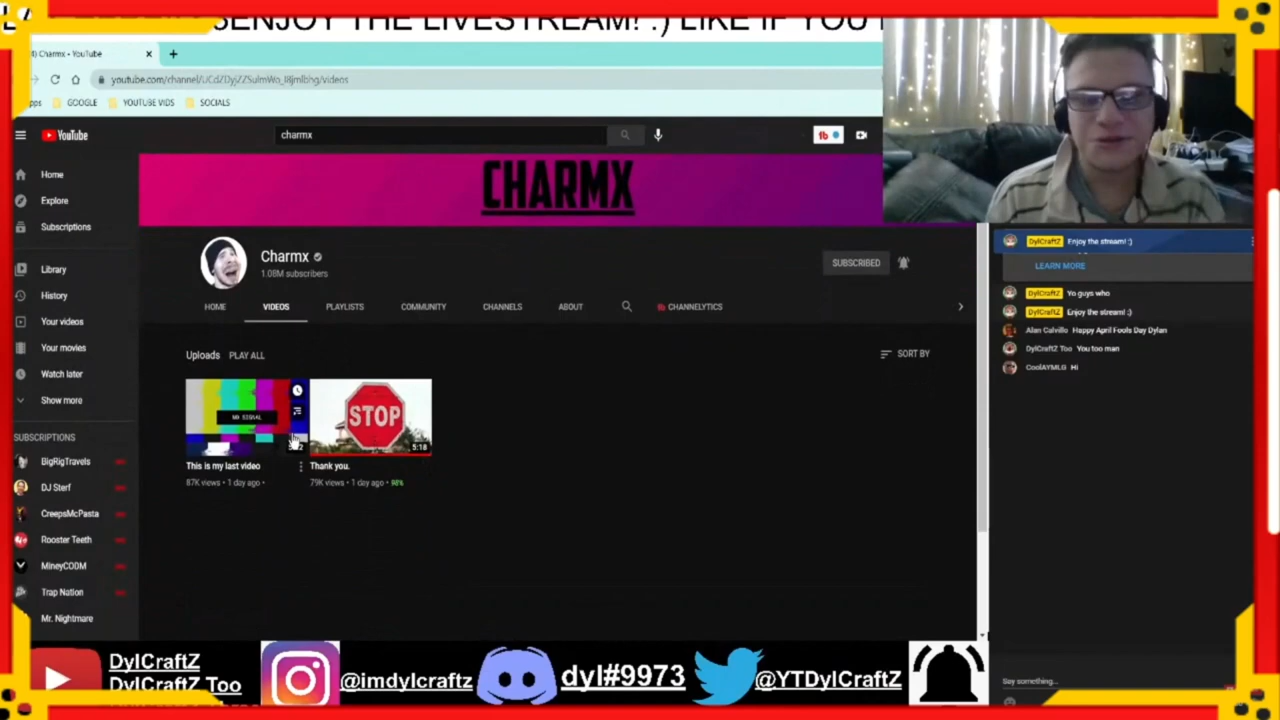 ENJOY THE LIVESTREAM! :) LIKE IF YOU
Charmx - YouTube
youtube.com/channel/
GOOGLE
YOUTUBE VIDS
SOCIALS
YouTube
charmx
1b
CHARMX
Home
Explore
Subscriptions
Library
History
Your videos
Your movies
Watch later
Show more
SUBSCRIPTIONS
BigRigTravels
DJ Sterf
CreepsMcPasta
Rooster Teeth
MineyCODM
Trap Nation
Mr. Nightmare
Charmx
1.08M subscribers
SUBSCRIBED
HOME VIDEOS PLAYLISTS COMMUNITY CHANNELS ABOUT CHANNELYTICS
Uploads PLAY ALL
SORT BY
NO SIGNAL
STOP
5:18
This is my last video
87K views • 1 day ago •
Thank you.
79K views • 1 day ago • 98%
DylCraftZ Enjoy the stream! :)
LEARN MORE
DylCraftZ Yo guys who
DylCraftZ Enjoy the stream! :)
Alan Calvillo Happy April Fools Day Dylan
DylCraftZ Too You too man
CoolAYMLG Hi
Say something...
DylCraftZ
DylCraftZ Too
@imdylcraftz
dyl#9973
@YTDylCraftZ